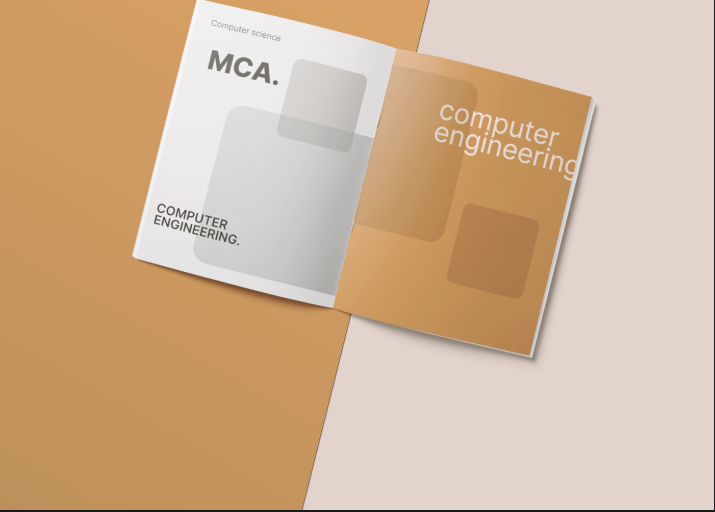 Computer science
MCA.
COMPUTER
ENGINEERING.
computer
engineering